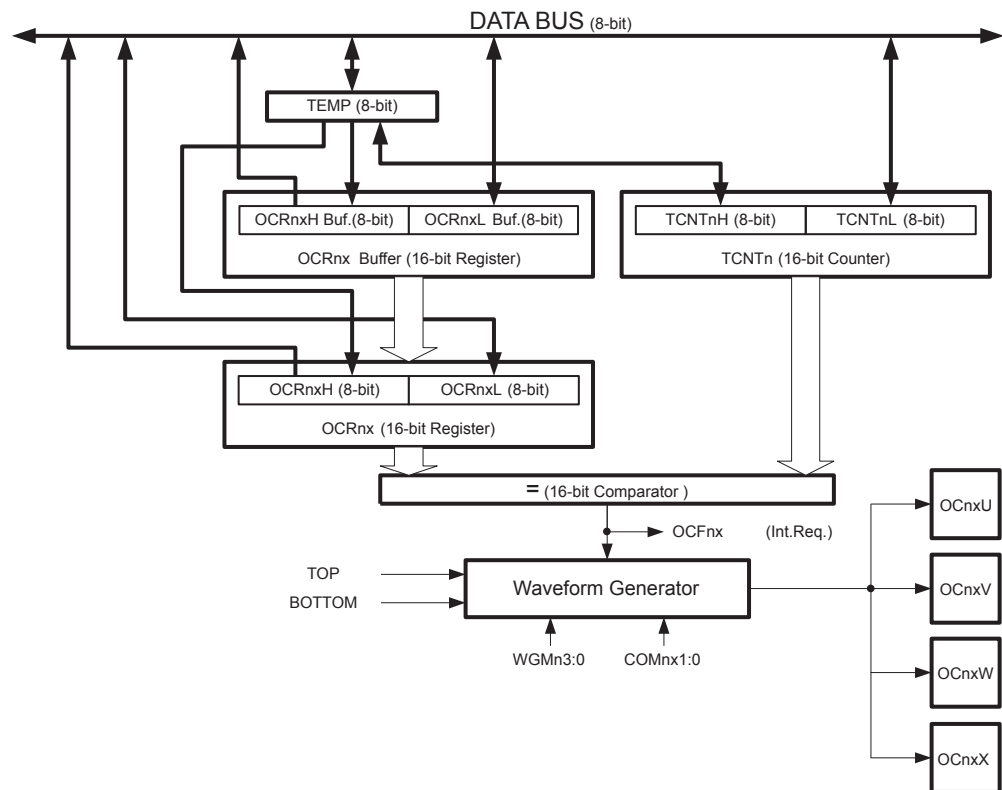 DATA BUS (8-bit)
TEMP (8-bit)
OCRnxH Buf.(8-bit) OCRnxL Buf.(8-bit) TCNTnH (8-bit) TCNTnL (8-bit)
OCRnx Buffer (16-bit Register) TCNTn (16-bit Counter)
OCRnxH (8-bit) OCRnxL (8-bit)
OCRnx (16-bit Register)
= (16-bit Comparator )
OCnxU
OCFnx (Int.Req.)
TOP
Waveform Generator
OCnxV
BOTTOM
WGMn3:0 COMnx1:0
OCnxW
OCnxX